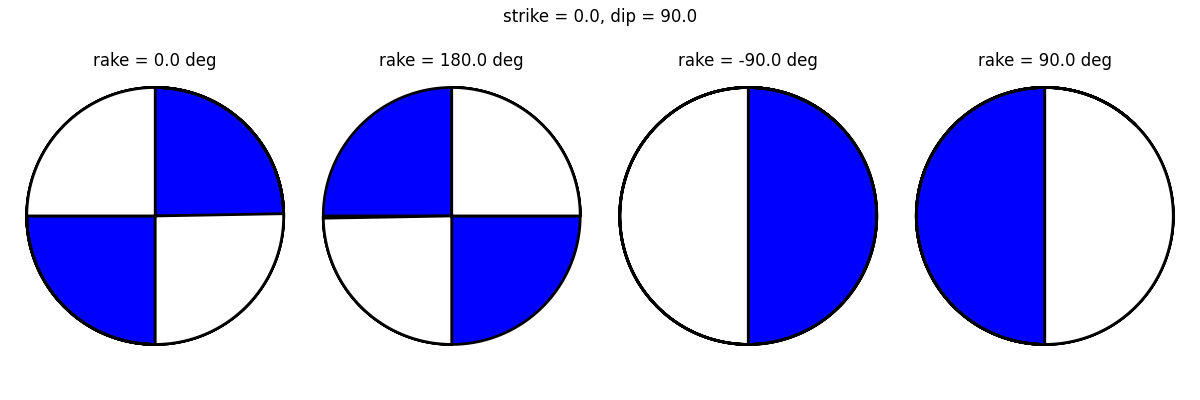 strike = 0.0, dip = 90.0
rake = 0.0 deg
rake = 180.0 deg
rake = -90.0 deg
rake = 90.0 deg